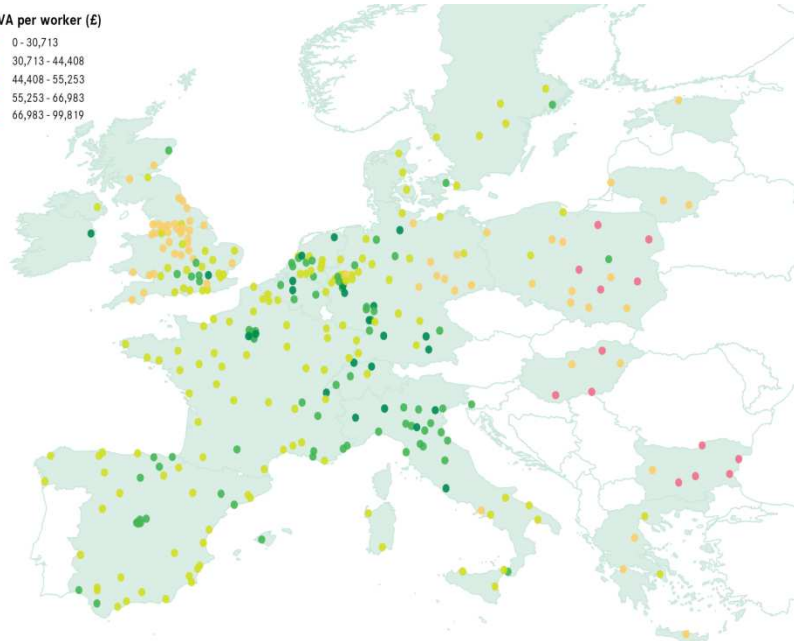 VA per worker (£)
0 - 30,713
30,713 - 44,408
44,408 - 55,253
55,253 - 66,983
66,983 - 99,819